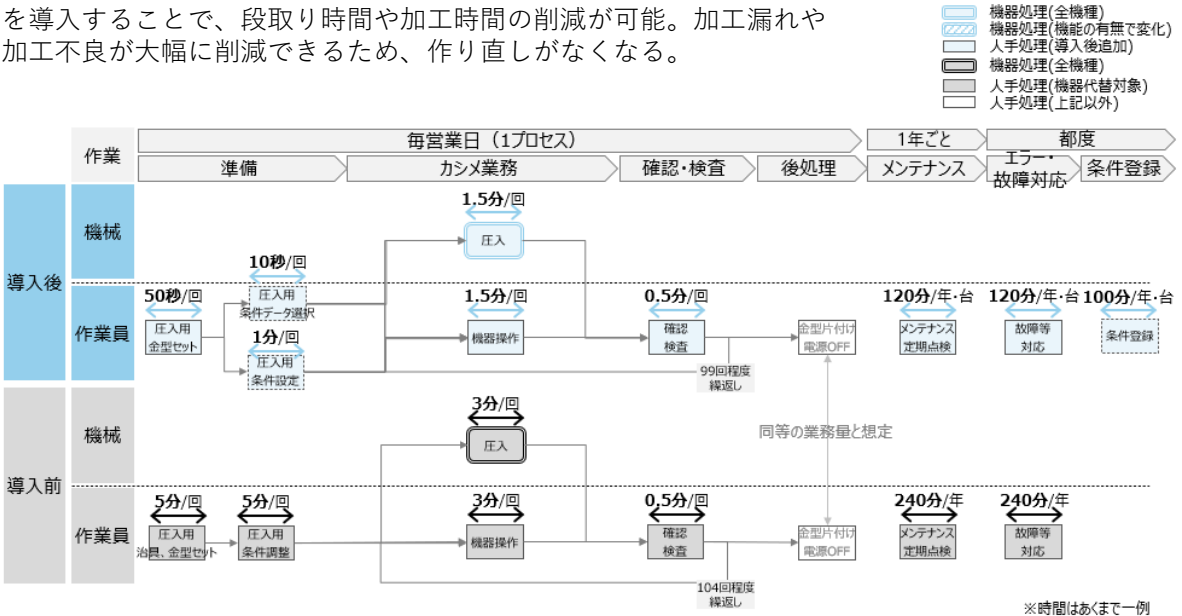 を導入することで、段取り時間や加工時間の削減が可能。加工漏れや
加工不良が大幅に削減できるため、作り直しがなくなる。
機器処理(全機種)
機器処理(機能の有無で変化)
人手処理(導入後追加)
機器処理(全機種)
人手処理(機器代替対象)
人手処理(上記以外)
作業
毎営業日（1プロセス）
1年ごと
都度
準備
カシメ業務
確認・検査
後処理
メンテナンス
エラー・
故障対応
条件登録
導入後
機械
1.5分/回
圧入
作業員
50秒/回
圧入用
金型セット
10秒/回
圧入用
条件データ選択
1分/回
圧入用
条件設定
1.5分/回
機器操作
0.5分/回
確認
検査
99回程度
繰返し
金型片付け
電源OFF
120分/年・台
メンテナンス
定期点検
120分/年・台
故障等
対応
100分/年・台
条件登録
同等の業務量と想定
導入前
機械
3分/回
圧入
作業員
5分/回
圧入用
治具、金型セット
5分/回
圧入用
条件調整
3分/回
機器操作
0.5分/回
確認
検査
104回程度
繰返し
金型片付け
電源OFF
240分/年
メンテナンス
定期点検
240分/年
故障等
対応
※時間はあくまで一例